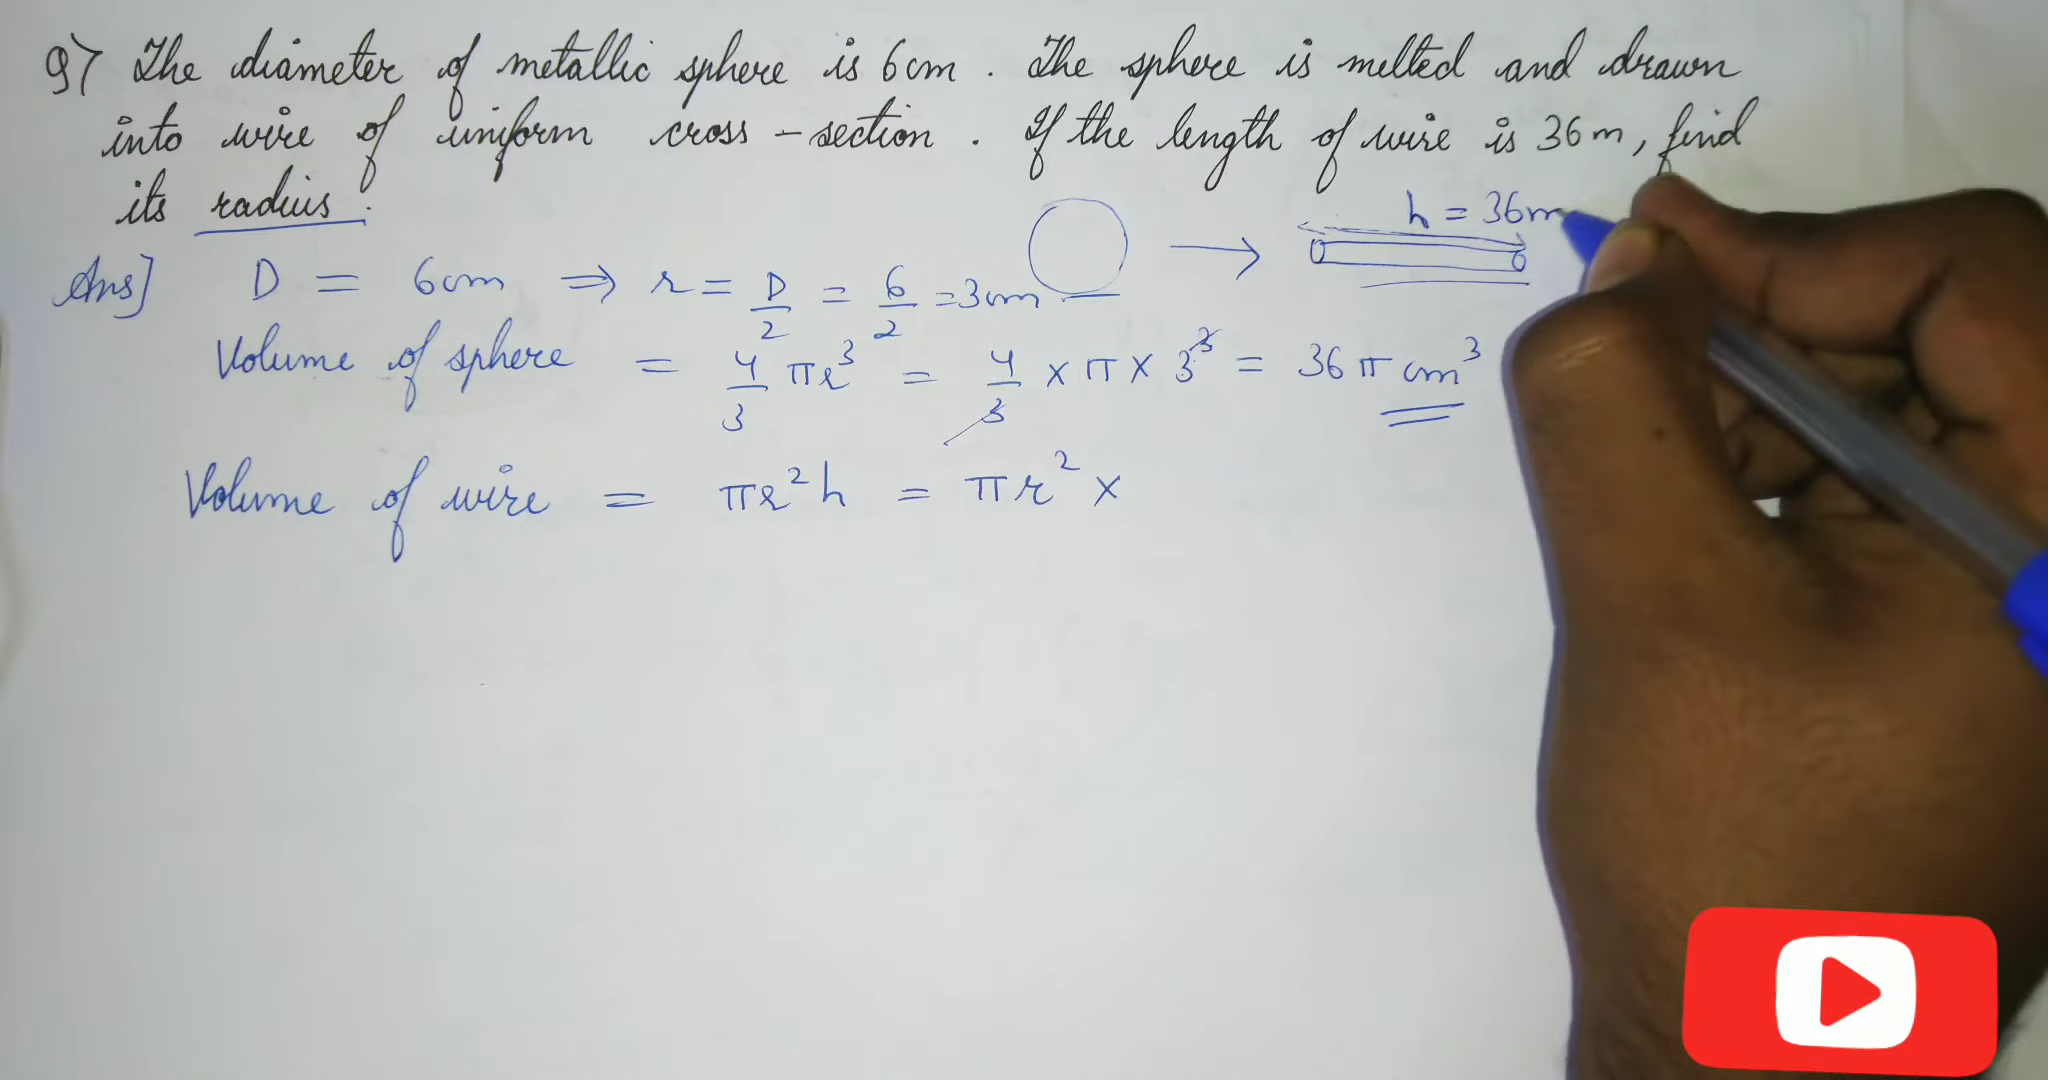 9) The diameter of metallic sphere is 6cm. The sphere is melted and drawn
into wire of uniform cross-section. If the length of wire is 36m, find
its radius.
h = 36m
Ans] D = 6cm ⇒ r = D/2 = 6/2 = 3cm
Volume of sphere = 4/3 πr³ = 4/3 × π × 3³ = 36π cm³
Volume of wire = πr²h = πr² ×